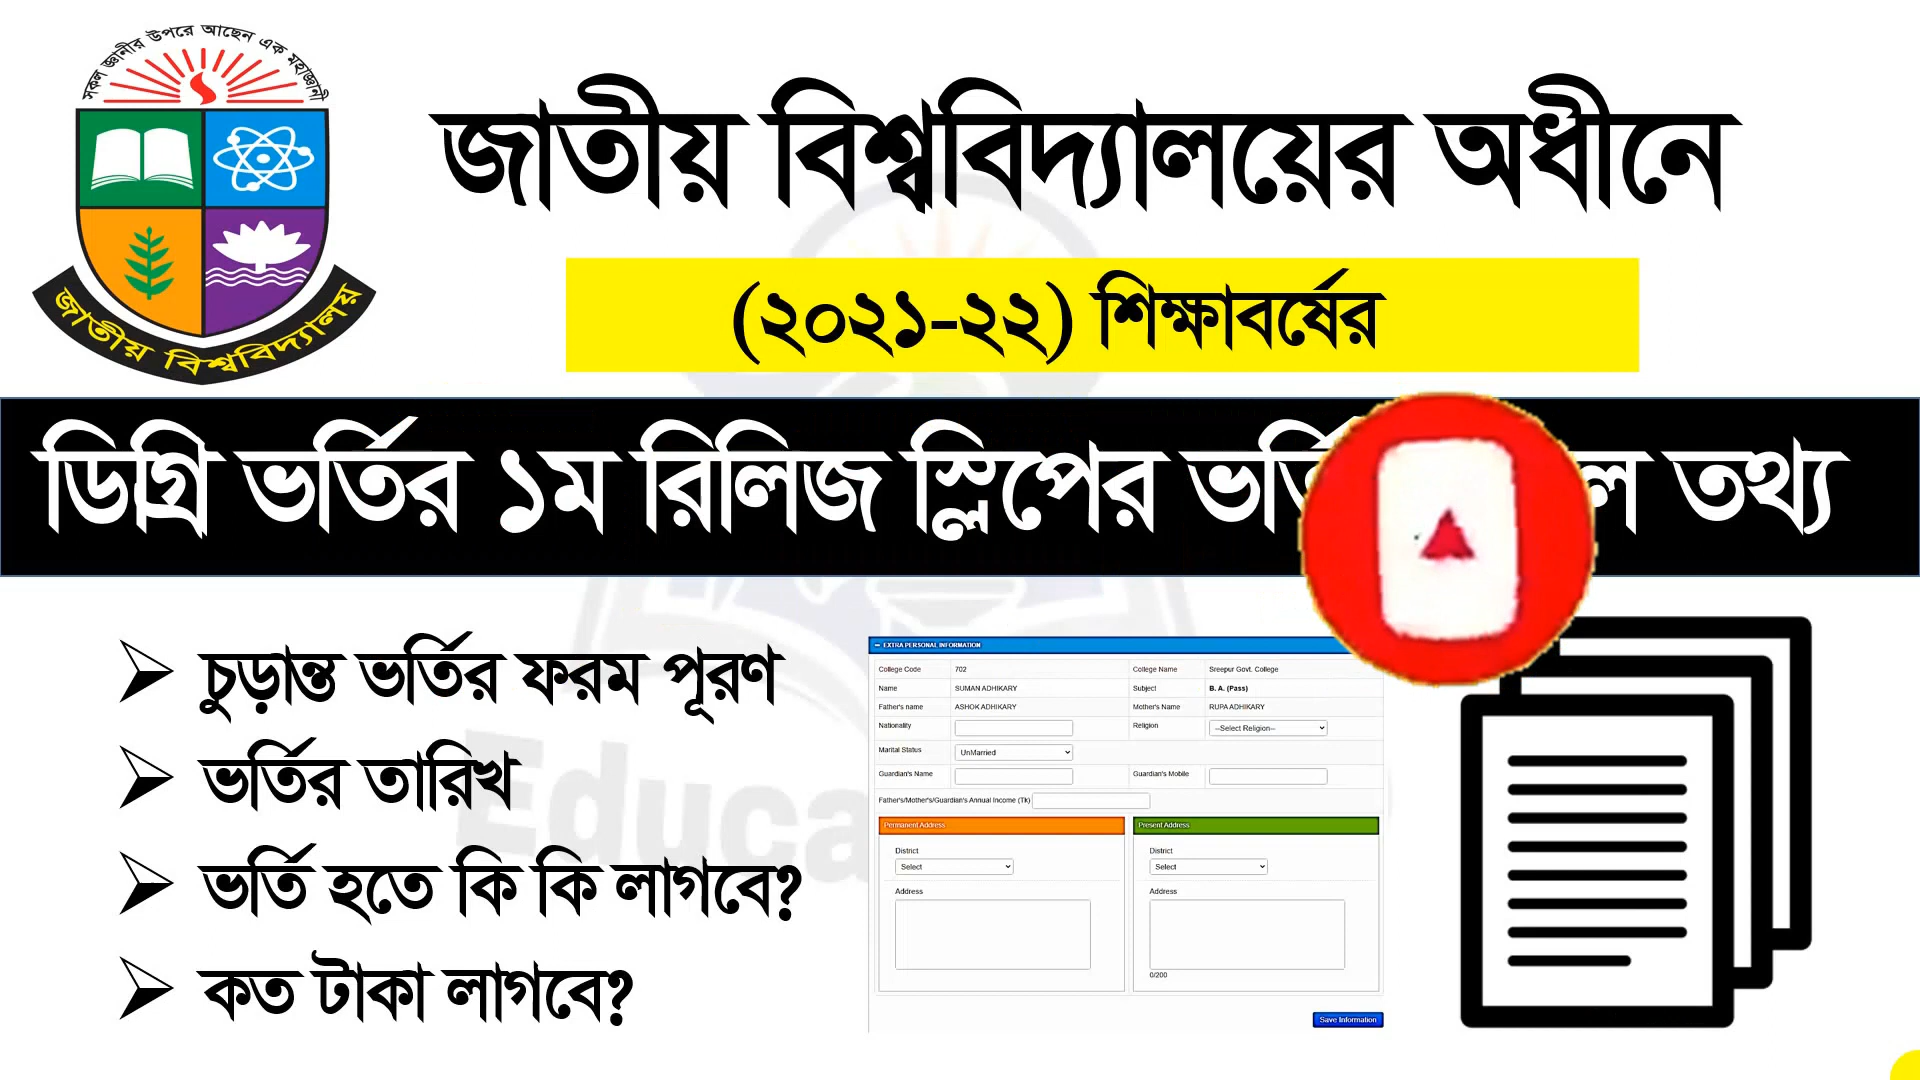 সকল জ্ঞানীর উপরে আছেন এক মহাজ্ঞানী
জাতীয় বিশ্ববিদ্যালয়
জাতীয় বিশ্ববিদ্যালয়ের অধীনে
(২০২১-২২) শিক্ষাবর্ষের
ডিগ্রি ভর্তির ১ম রিলিজ স্লিপের তথ্য
চুড়ান্ত ভর্তির ফরম পূরণ
ভর্তির তারিখ
ভর্তি হতে কি কি লাগবে?
কত টাকা লাগবে?
EXTRA PERSONAL INFORMATION
College Code 702 College Name Sreepur Govt. College
Name SUMAN ADHIKARY Subject B. A. (Pass)
Father's name ASHOK ADHIKARY Mother's Name RUPA ADHIKARY
Nationality Religion --Select Religion--
Marital Status UnMarried
Guardian's Name Guardian's Mobile
Father's/Mother's/Guardian's Annual Income (Tk)
Permanent Address Present Address
District District
Select Select
Address Address
0/200
Save Information
Educa